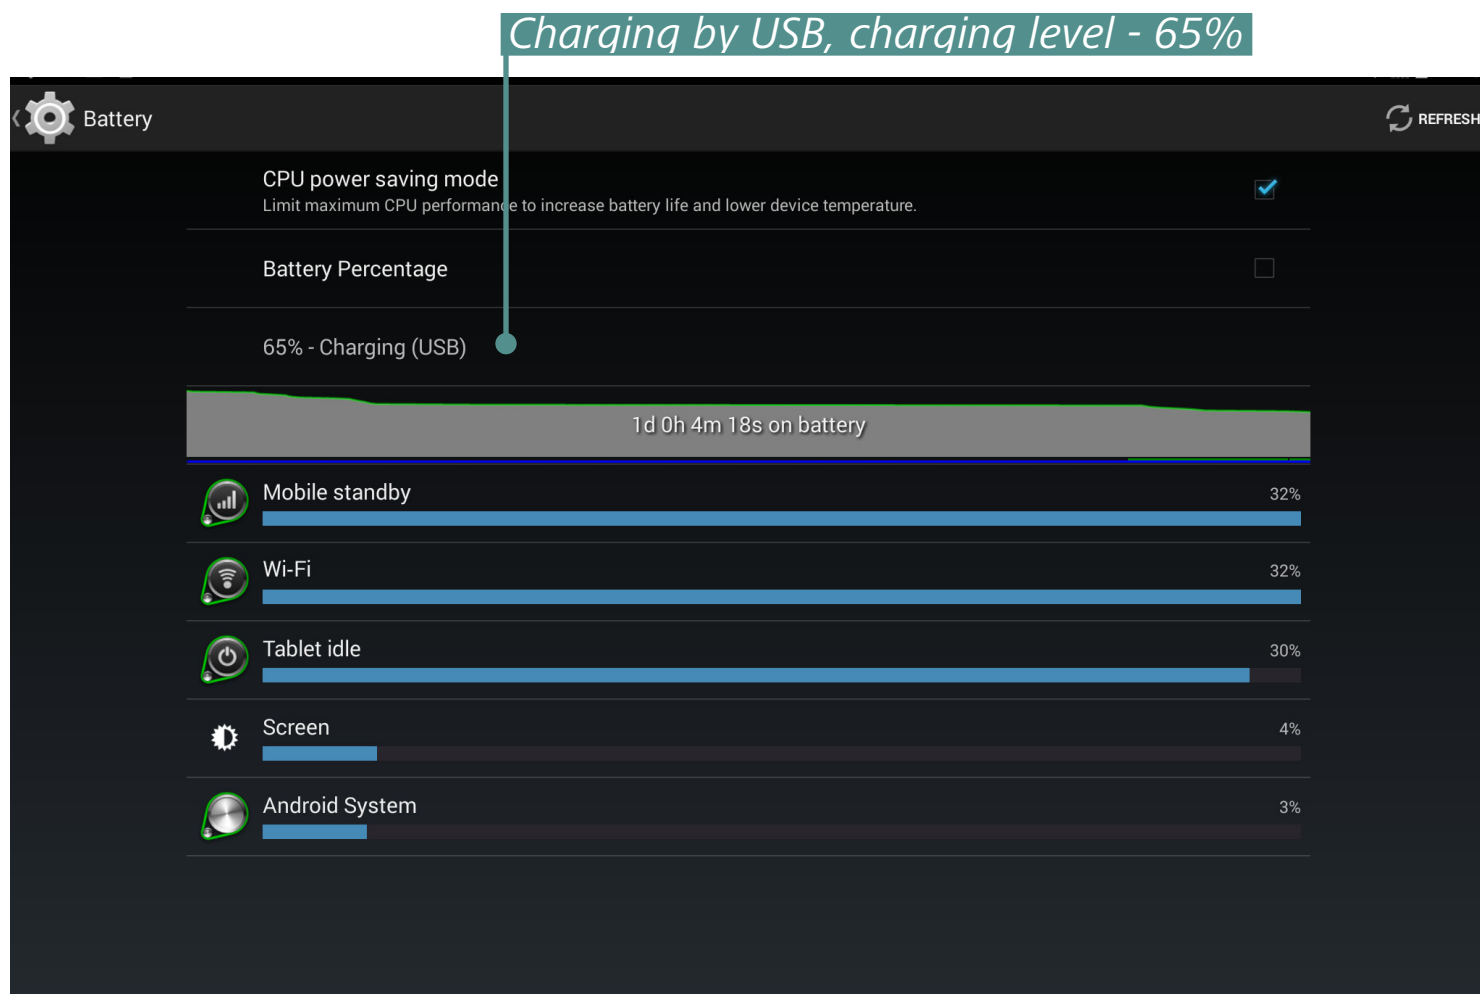 Charging by USB, charging level - 65%
Battery
REFRESH
CPU power saving mode
Limit maximum CPU performance to increase battery life and lower device temperature.
Battery Percentage
65% - Charging (USB)
1d 0h 4m 18s on battery
Mobile standby
32%
Wi-Fi
32%
Tablet idle
30%
Screen
4%
Android System
3%